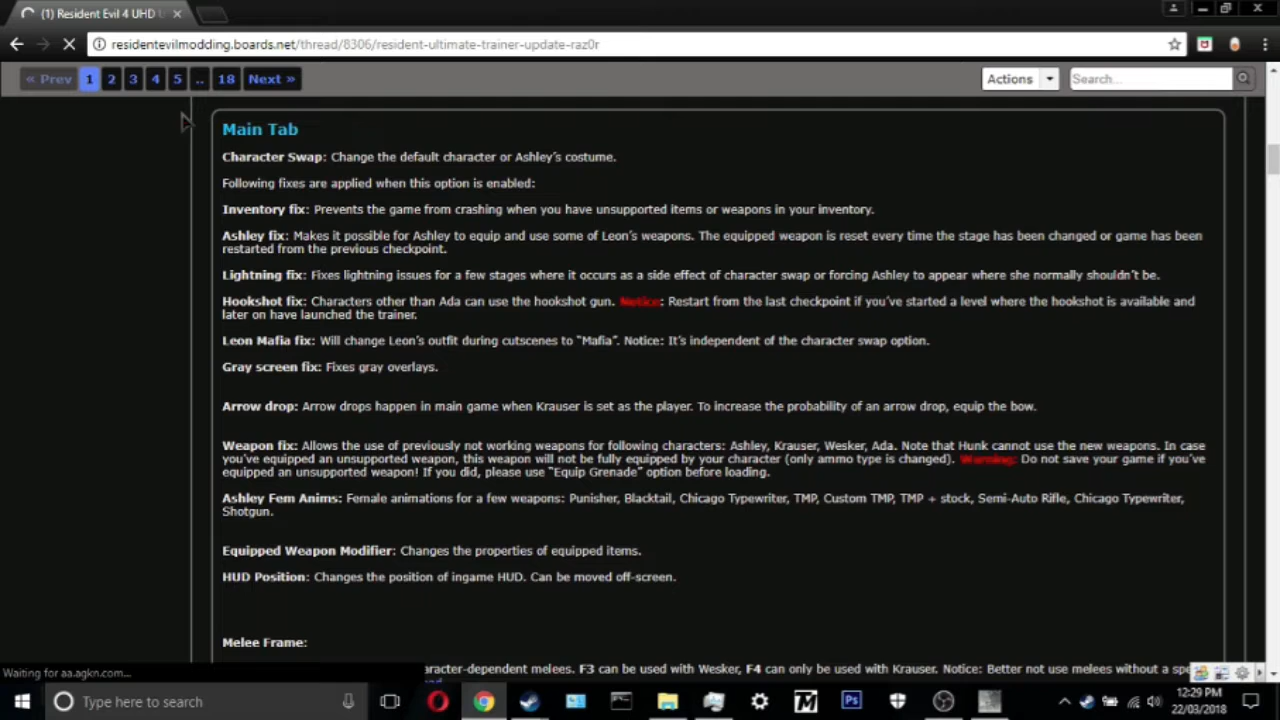 (1) Resident Evil 4 UHD U
residentevilmodding.boards.net/thread/8306/resident-ultimate-trainer-update-raz0r
« Prev 1 2 3 4 5 .. 18 Next » Actions Search...
Main Tab
Character Swap: Change the default character or Ashley's costume.
Following fixes are applied when this option is enabled:
Inventory fix: Prevents the game from crashing when you have unsupported items or weapons in your inventory.
Ashley fix: Makes it possible for Ashley to equip and use some of Leon's weapons. The equipped weapon is reset every time the stage has been changed or game has been
restarted from the previous checkpoint.
Lightning fix: Fixes lightning issues for a few stages where it occurs as a side effect of character swap or forcing Ashley to appear where she normally shouldn't be.
Hookshot fix: Characters other than Ada can use the hookshot gun. Notice: Restart from the last checkpoint if you've started a level where the hookshot is available and
later on have launched the trainer.
Leon Mafia fix: Will change Leon's outfit during cutscenes to "Mafia". Notice: It's independent of the character swap option.
Gray screen fix: Fixes gray overlays.
Arrow drop: Arrow drops happen in main game when Krauser is set as the player. To increase the probability of an arrow drop, equip the bow.
Weapon fix: Allows the use of previously not working weapons for following characters: Ashley, Krauser, Wesker, Ada. Note that Hunk cannot use the new weapons. In case
you've equipped an unsupported weapon, this weapon will not be fully equipped by your character (only ammo type is changed). Warning: Do not save your game if you've
equipped an unsupported weapon! If you did, please use "Equip Grenade" option before loading.
Ashley Fem Anims: Female animations for a few weapons: Punisher, Blacktail, Chicago Typewriter, TMP, Custom TMP, TMP + stock, Semi-Auto Rifle, Chicago Typewriter,
Shotgun.
Equipped Weapon Modifier: Changes the properties of equipped items.
HUD Position: Changes the position of ingame HUD. Can be moved off-screen.
Melee Frame:
aracter-dependent melees. F3 can be used with Wesker, F4 can only be used with Krauser. Notice: Better not use melees without a spe
Waiting for aa.agkn.com...
Type here to search
12:29 PM
22/03/2018